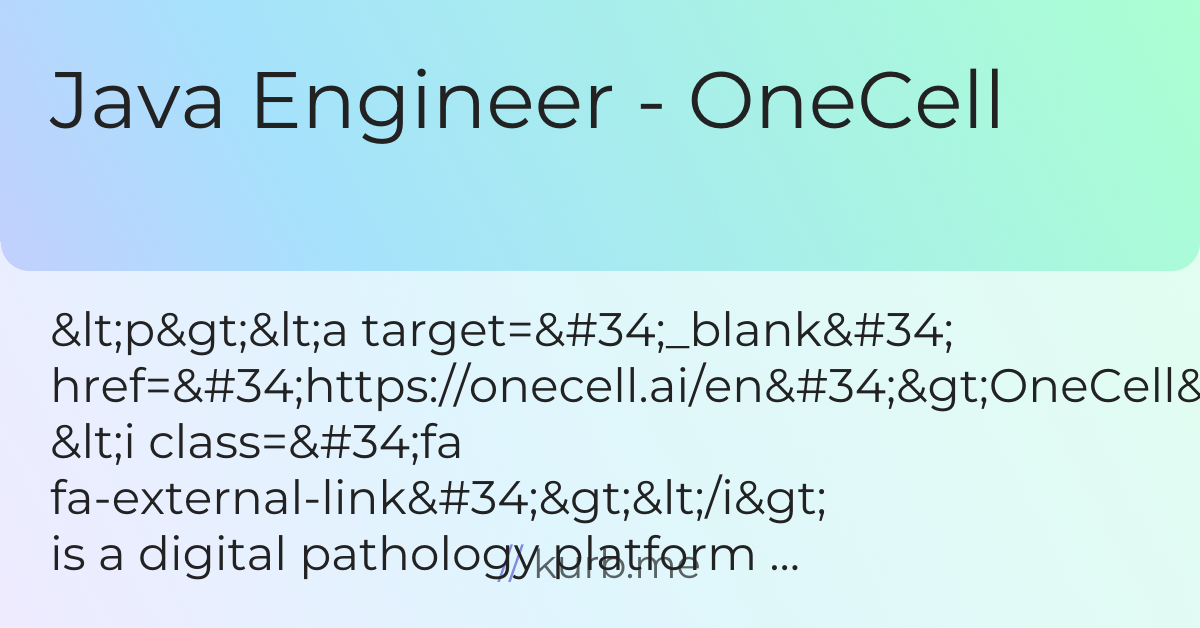 Java Engineer - OneCell
&lt;p&gt;&lt;a target=&#34;_blank&#34;
href=&#34;https://onecell.ai/en&#34;&gt;OneCell&
&lt;i class=&#34;fa
fa-external-link&#34;&gt;&lt;/i&gt;
is a digital pathology platform ...
// kurb.me